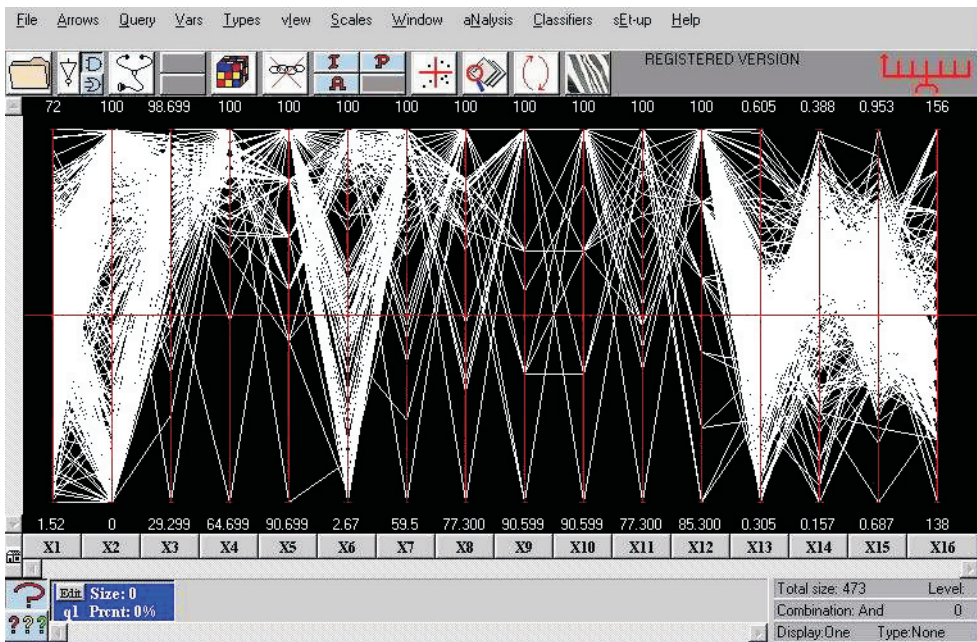 File Arrows Query Vars Types vIew Scales Window aNalysis Classifiers sEt-up Help
I P
A
REGISTERED VERSION
72 100 98.699 100 100 100 100 100 100 100 100 100 0.605 0.388 0.953 156
1.52 0 29.299 64.699 90.699 2.67 59.5 77.300 90.599 90.599 77.300 85.300 0.305 0.157 0.687 138
X1 X2 X3 X4 X5 X6 X7 X8 X9 X10 X11 X12 X13 X14 X15 X16
? Edit Size: 0
??? q1 Prcnt: 0%
Total size: 473 Level:
Combination: And 0
Display:One Type:None